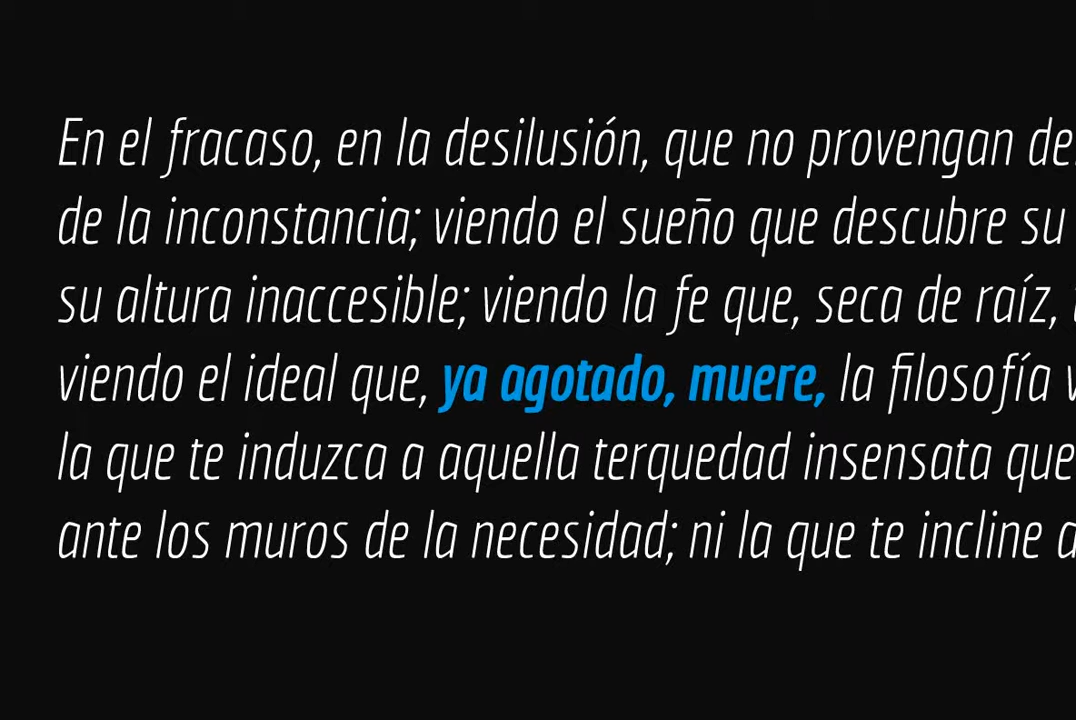 En el fracaso, en la desilusión, que no provengan
de la inconstancia; viendo el sueño que descubre su
su altura inaccesible; viendo la fe que, seca de raíz,
viendo el ideal que, ya agotado, muere, la filosofía
la que te induzca a aquella terquedad insensata que
ante los muros de la necesidad; ni la que te incline